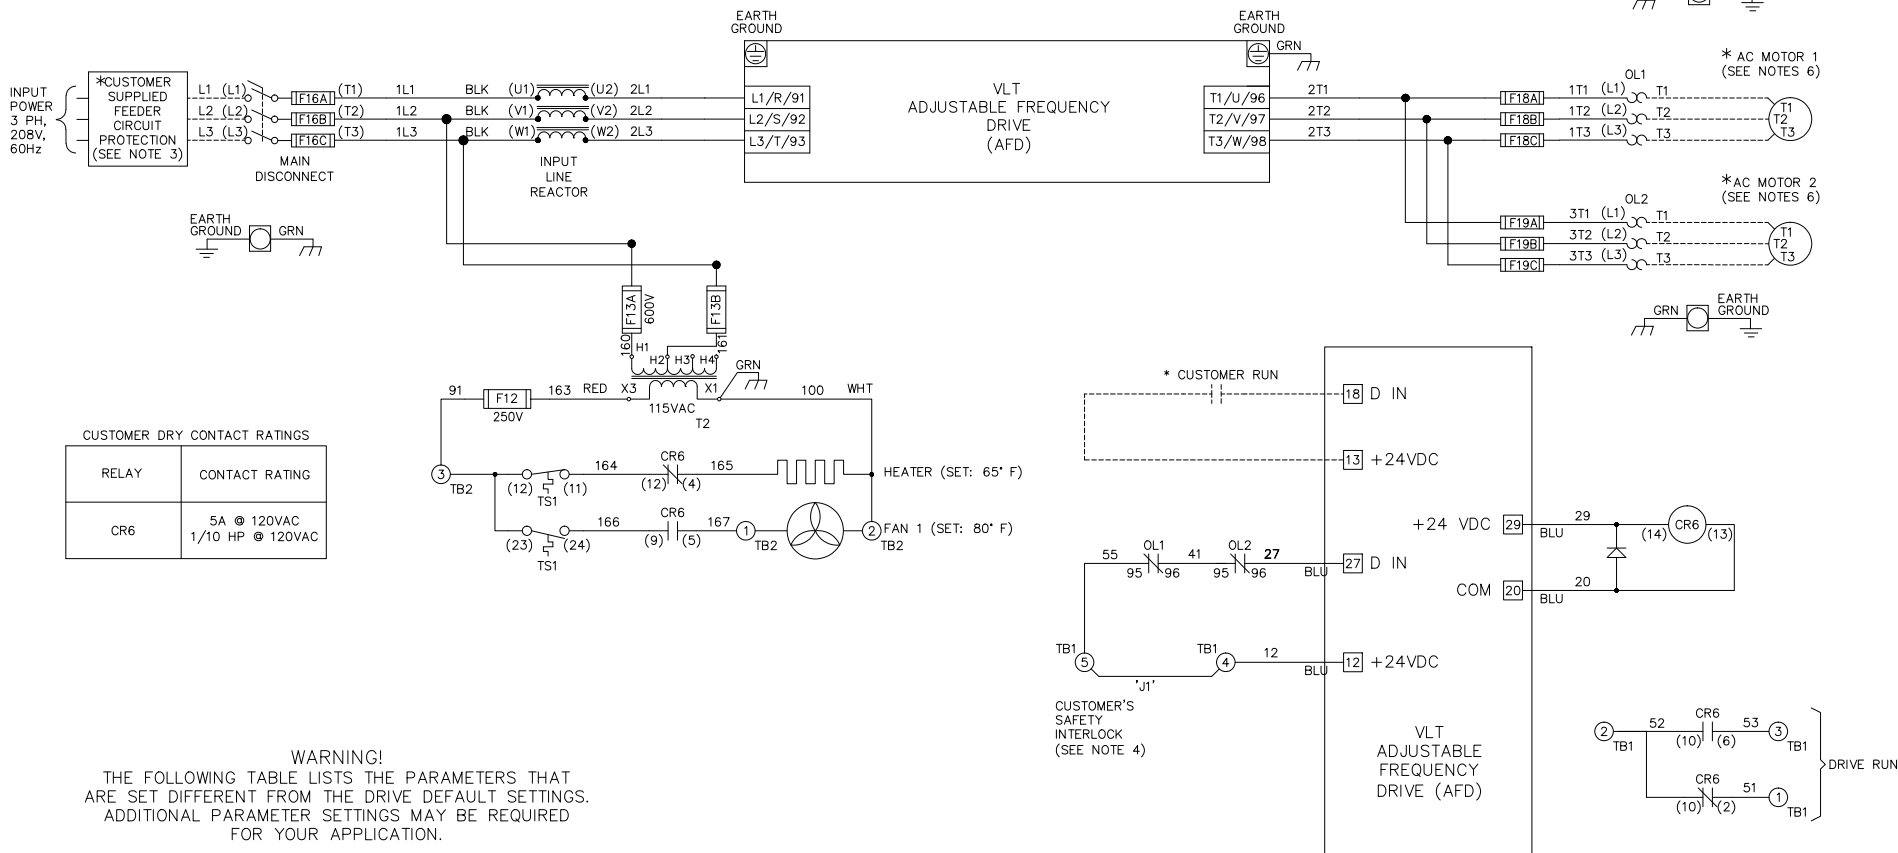 EARTH
GROUND
EARTH
GROUND
GRN
INPUT
POWER
3 PH,
208V,
60Hz
*CUSTOMER
SUPPLIED
FEEDER
CIRCUIT
PROTECTION
(SEE NOTE 3)
L1 (L1) F16A (T1) 1L1 BLK (U1) (U2) 2L1
L2 (L2) F16B (T2) 1L2 BLK (V1) (V2) 2L2
L3 (L3) F16C (T3) 1L3 BLK (W1) (W2) 2L3
MAIN
DISCONNECT
INPUT
LINE
REACTOR
L1/R/91
L2/S/92
L3/T/93
VLT
ADJUSTABLE FREQUENCY
DRIVE
(AFD)
T1/U/96
T2/V/97
T3/W/98
2T1
2T2
2T3
OL1
F18A 1T1 (L1) T1
F18B 1T2 (L2) T2
F18C 1T3 (L3) T3
* AC MOTOR 1
(SEE NOTES 6)
T1
T2
T3
*AC MOTOR 2
(SEE NOTES 6)
OL2
F19A 3T1 (L1) T1
F19B 3T2 (L2) T2
F19C 3T3 (L3) T3
T1
T2
T3
EARTH
GROUND GRN
GRN EARTH
GROUND
F13A
600V
F13B
160
161
H1 H2 H3 H4
GRN
91 F12 163 RED X3 X1 100 WHT
250V
115VAC
T2
3 TB2
(12) (11) 164 CR6 165
TS1
(12) (4)
HEATER (SET: 65° F)
(23) (24) 166 CR6 167
TS1
(9) (5)
1 TB2
2 TB2
FAN 1 (SET: 80° F)
CUSTOMER DRY CONTACT RATINGS
RELAY CONTACT RATING
CR6 5A @ 120VAC
1/10 HP @ 120VAC
* CUSTOMER RUN
18 D IN
13 +24VDC
+24 VDC 29 29
BLU
CR6
(14) (13)
COM 20 20
BLU
55 OL1 41 OL2 27
95 96 95 96 BLU
27 D IN
TB1 5
TB1 4 12
BLU
12 +24VDC
'J1'
CUSTOMER'S
SAFETY
INTERLOCK
(SEE NOTE 4)
VLT
ADJUSTABLE
FREQUENCY
DRIVE (AFD)
2 TB1 52 CR6 53 3 TB1
(10) (6)
CR6 51 1 TB1
(10) (2)
DRIVE RUN
WARNING!
THE FOLLOWING TABLE LISTS THE PARAMETERS THAT
ARE SET DIFFERENT FROM THE DRIVE DEFAULT SETTINGS.
ADDITIONAL PARAMETER SETTINGS MAY BE REQUIRED
FOR YOUR APPLICATION.